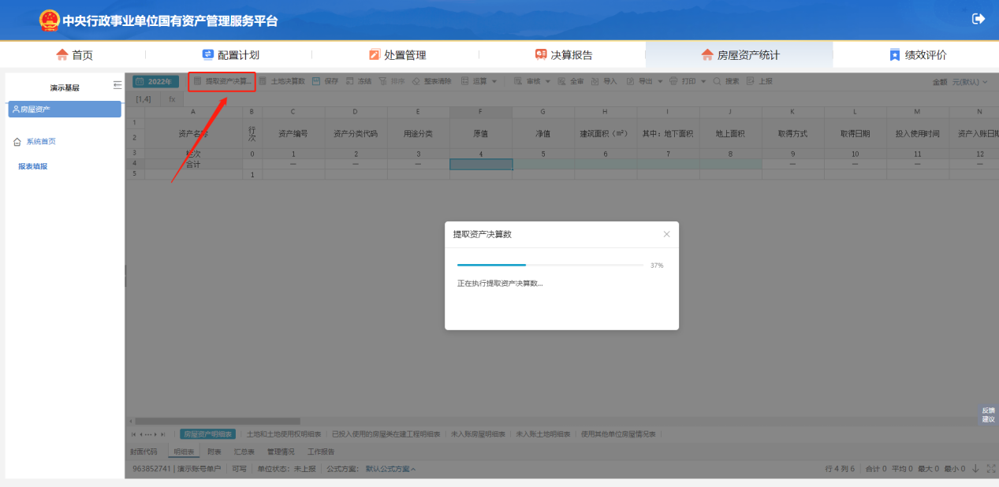 中央行政事业单位国有资产管理服务平台
首页 配置计划 处置管理 决算报告 房屋资产统计 绩效评价
演示基层
房屋资产
系统首页
报表填报
2022年 提取资产决算... 土地决算数 保存 冻结 排序 整表清除 运算 审核 全审 导入 导出 打印 搜索 上报 金额 元(默认)
[1,4] fx
A B C D E F G H I J K L M N
1
2 资产名称 行次 资产编号 资产分类代码 用途分类 原值 净值 建筑面积（m²） 其中：地下面积 地上面积 取得方式 取得日期 投入使用时间 资产入账日期
3 栏次 0 1 2 3 4 5 6 7 8 9 10 11 12
4 合计 — — — — — — —
5 1
提取资产决算数
37%
正在执行提取资产决算数...
反馈
建议
房屋资产明细表 土地和土地使用权明细表 已投入使用的房屋类在建工程明细表 未入账房屋明细表 未入账土地明细表 使用其他单位房屋情况表
封面代码 明细表 附表 汇总表 管理情况 工作报告
963852741 | 演示账号单户 可写 单位状态：未上报 公式方案： 默认公式方案 行 4 列 6 合计 0 平均 0 最大 0 最小 0